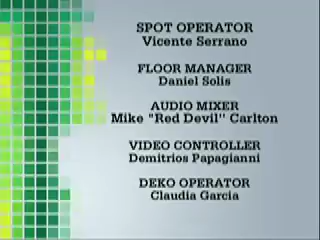 SPOT OPERATOR
Vicente Serrano
FLOOR MANAGER
Daniel Solis
AUDIO MIXER
Mike "Red Devil" Carlton
VIDEO CONTROLLER
Demitrios Papagianni
DEKO OPERATOR
Claudia Garcia